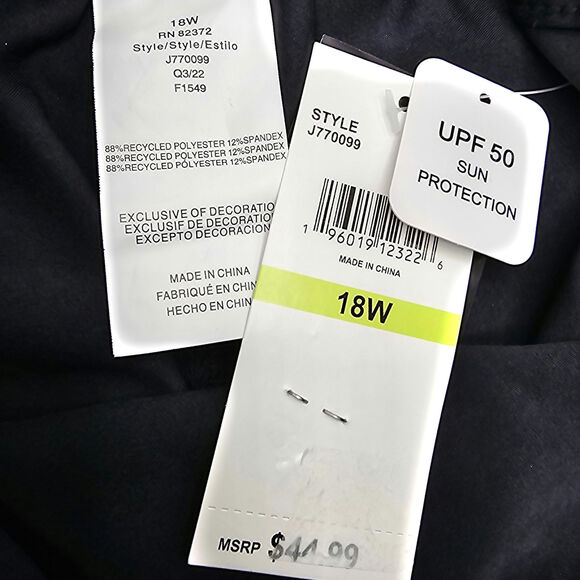 18W
RN 82372
Style/Style/Estilo
J770099
Q3/22
F1549
88%RECYCLED POLYESTER 12%SPANDEX
88%RECYCLED POLYESTER 12%SPANDEX
88%RECYCLED PÓLYESTER 12%SPANDEX
EXCLUSIVE OF DECORATIO
EXCLUSIF DE DECORATION
EXCEPTO DECORACION
MADE IN CHINA
FABRIQUÉ EN CHIN
HECHO EN CHIN
STYLE
J770099
1 96019 12322 6
MADE IN CHINA
18W
MSRP $44.99
UPF 50
SUN
PROTECTION